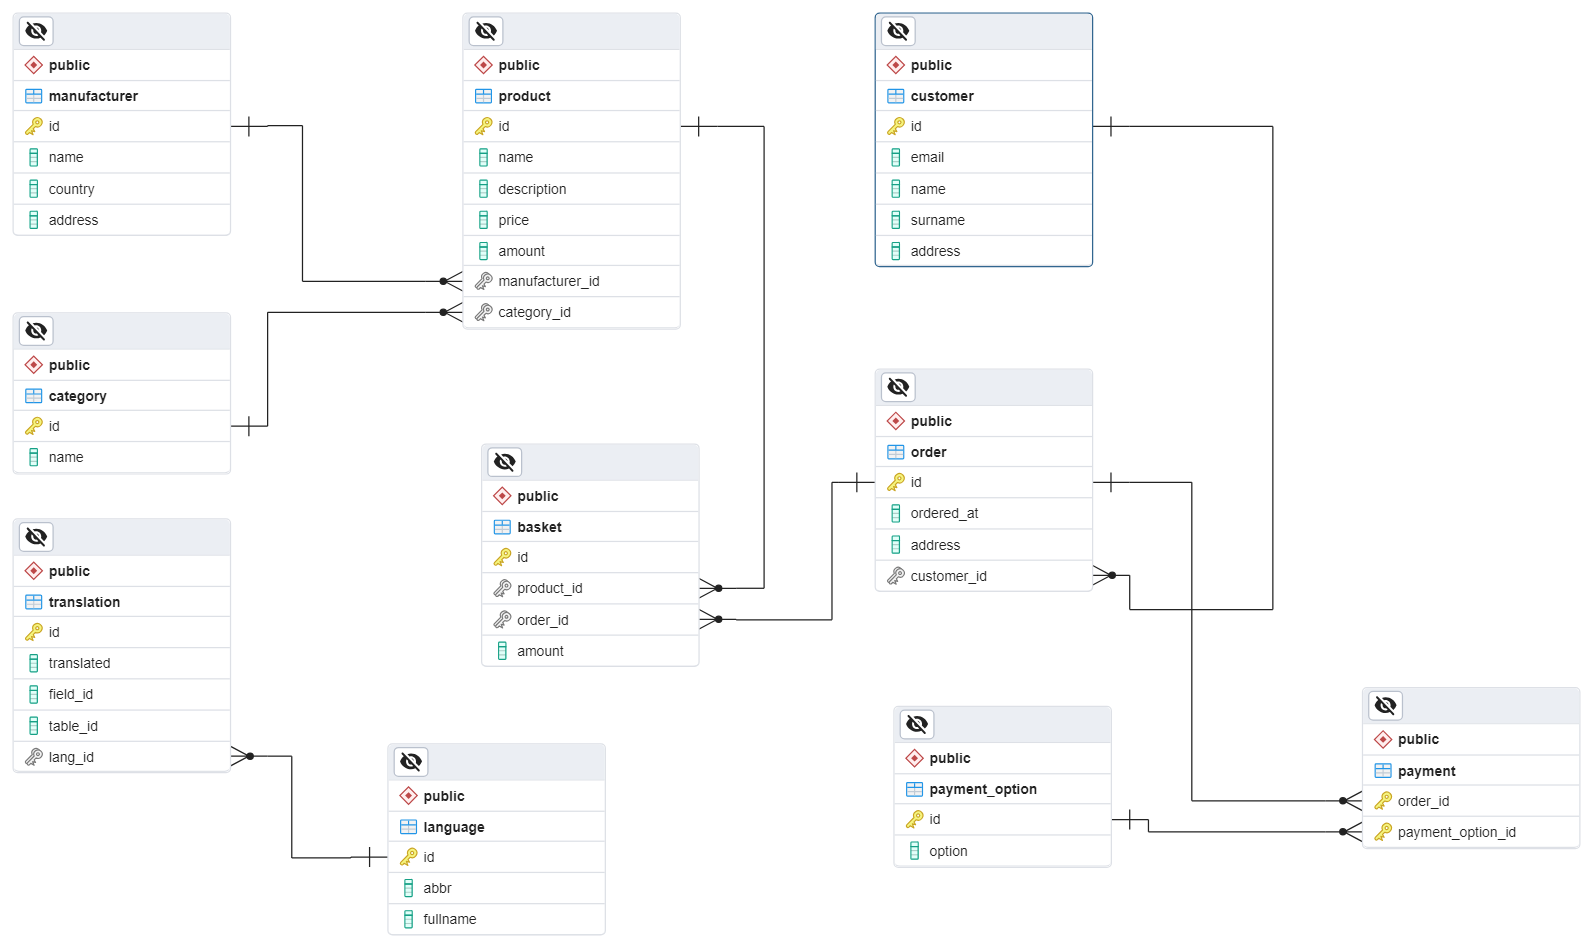 public
manufacturer
id
name
country
address
public
product
id
name
description
price
amount
manufacturer_id
category_id
public
customer
id
email
name
surname
address
public
category
id
name
public
order
id
ordered_at
address
customer_id
public
basket
id
product_id
order_id
amount
public
translation
id
translated
field_id
table_id
lang_id
public
language
id
abbr
fullname
public
payment_option
id
option
public
payment
order_id
payment_option_id